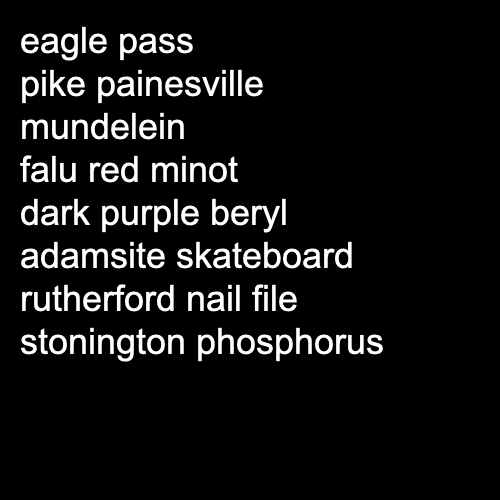 eagle pass
pike painesville
mundelein
falu red minot
dark purple beryl
adamsite skateboard
rutherford nail file
stonington phosphorus